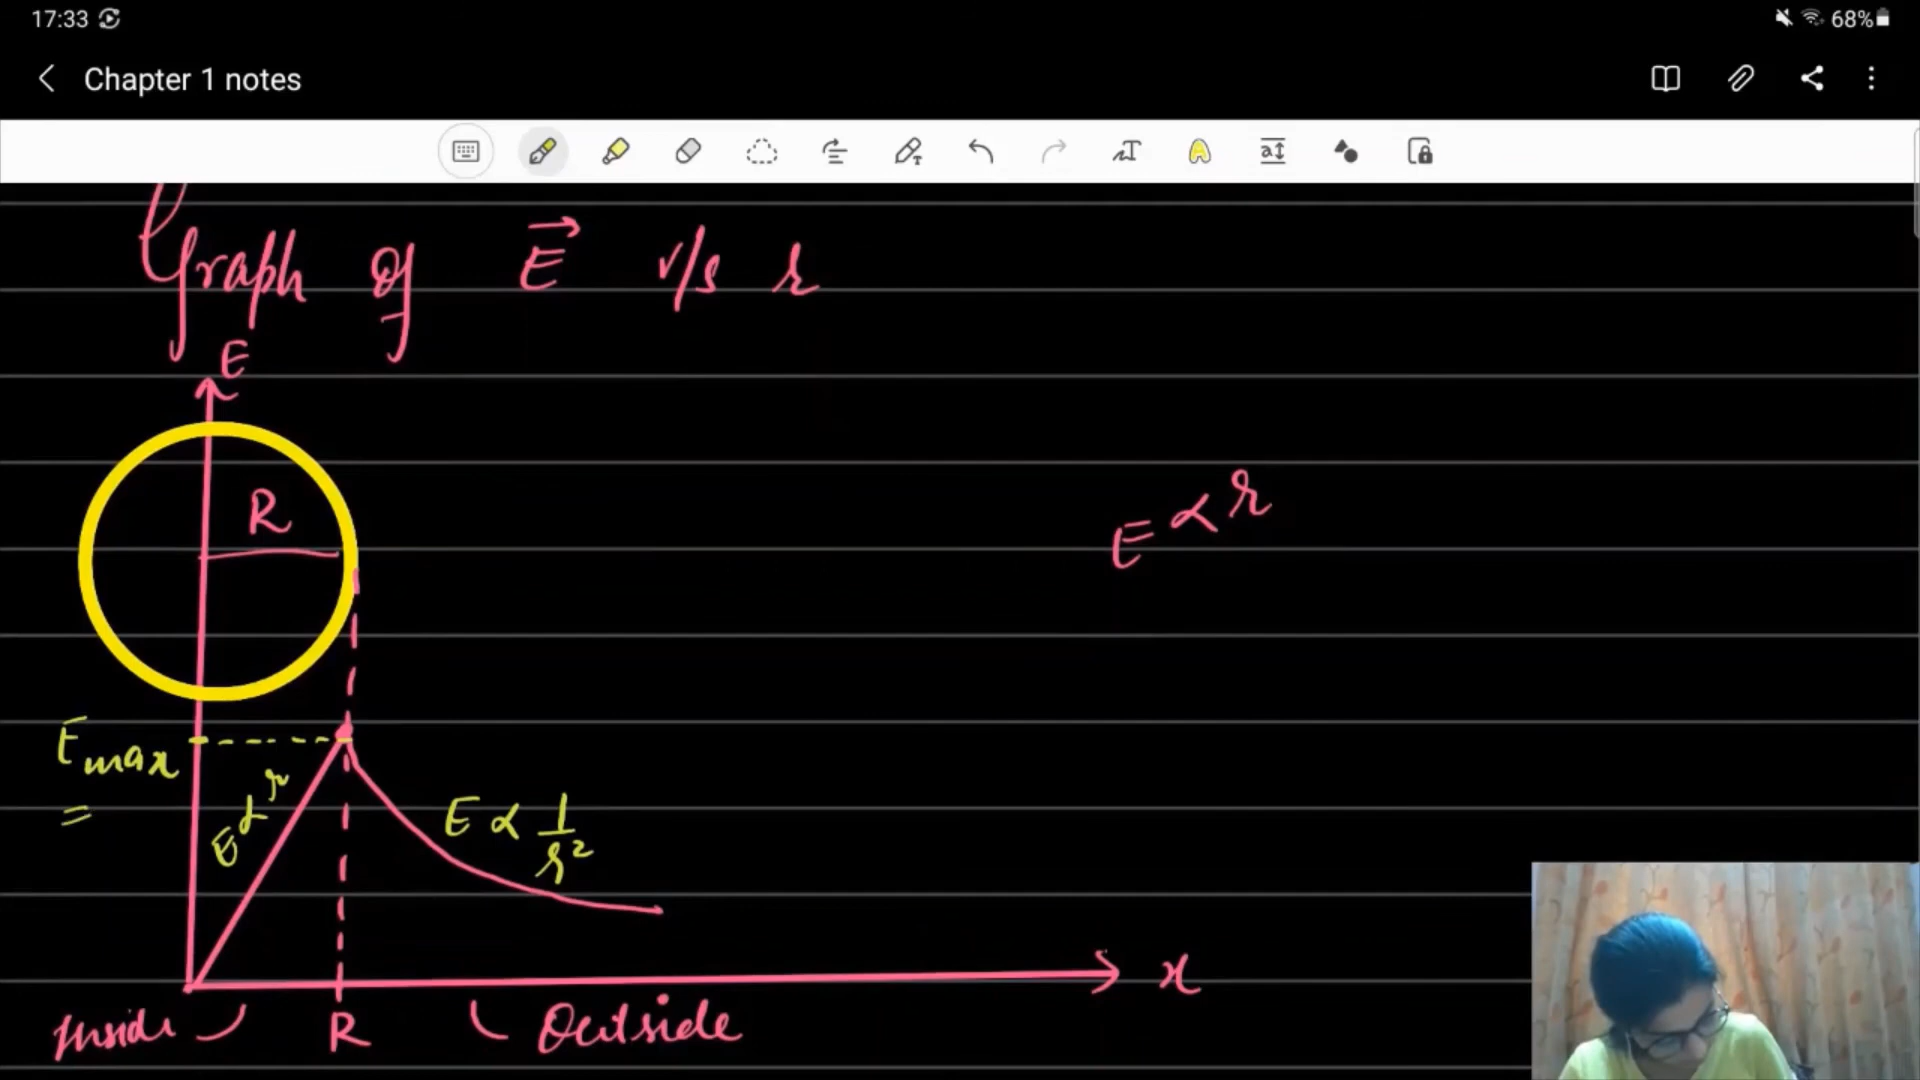 17:33
68%
Chapter 1 notes
Graph of E→ v/s r
E
R
E ∝ r
Emax
=
E ∝ r
E ∝ 1/r²
x
Inside
R
Outside